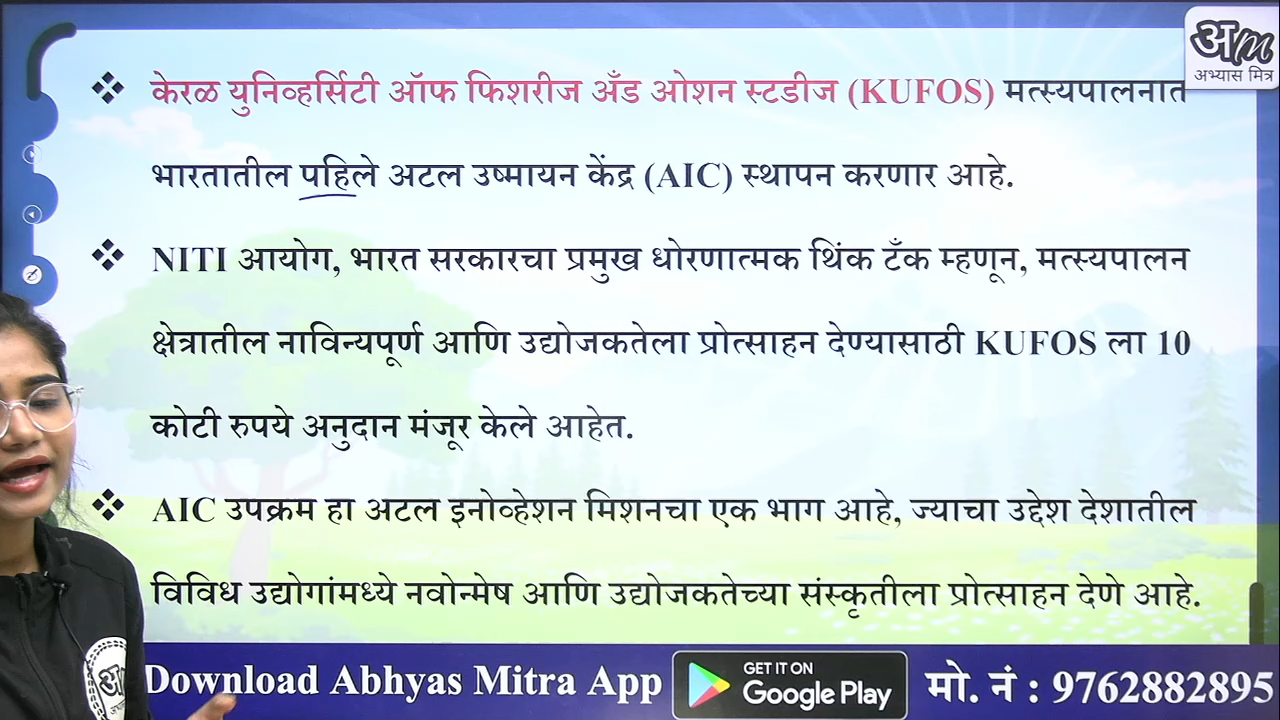 अm
अभ्यास मित्र
❖ केरळ युनिव्हर्सिटी ऑफ फिशरीज अँड ओशन स्टडीज (KUFOS) मत्स्यपालनात
भारतातील पहिले अटल उष्मायन केंद्र (AIC) स्थापन करणार आहे.
❖ NITI आयोग, भारत सरकारचा प्रमुख धोरणात्मक थिंक टँक म्हणून, मत्स्यपालन
क्षेत्रातील नाविन्यपूर्ण आणि उद्योजकतेला प्रोत्साहन देण्यासाठी KUFOS ला 10
कोटी रुपये अनुदान मंजूर केले आहेत.
❖ AIC उपक्रम हा अटल इनोव्हेशन मिशनचा एक भाग आहे, ज्याचा उद्देश देशातील
विविध उद्योगांमध्ये नवोन्मेष आणि उद्योजकतेच्या संस्कृतीला प्रोत्साहन देणे आहे.
अ
Download Abhyas Mitra App
GET IT ON
Google Play
मो. नं : 9762882895